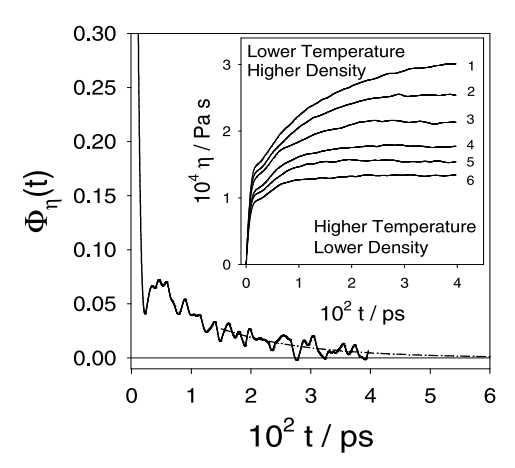 0.30
0.25
0.20
0.15
0.10
0.05
0.00
Φη(t)
0 1 2 3 4 5 6
10² t / ps
Lower Temperature
Higher Density
3
2
1
0
10⁴ η / Pa s
1
2
3
4
5
6
Higher Temperature
Lower Density
0 1 2 3 4
10² t / ps